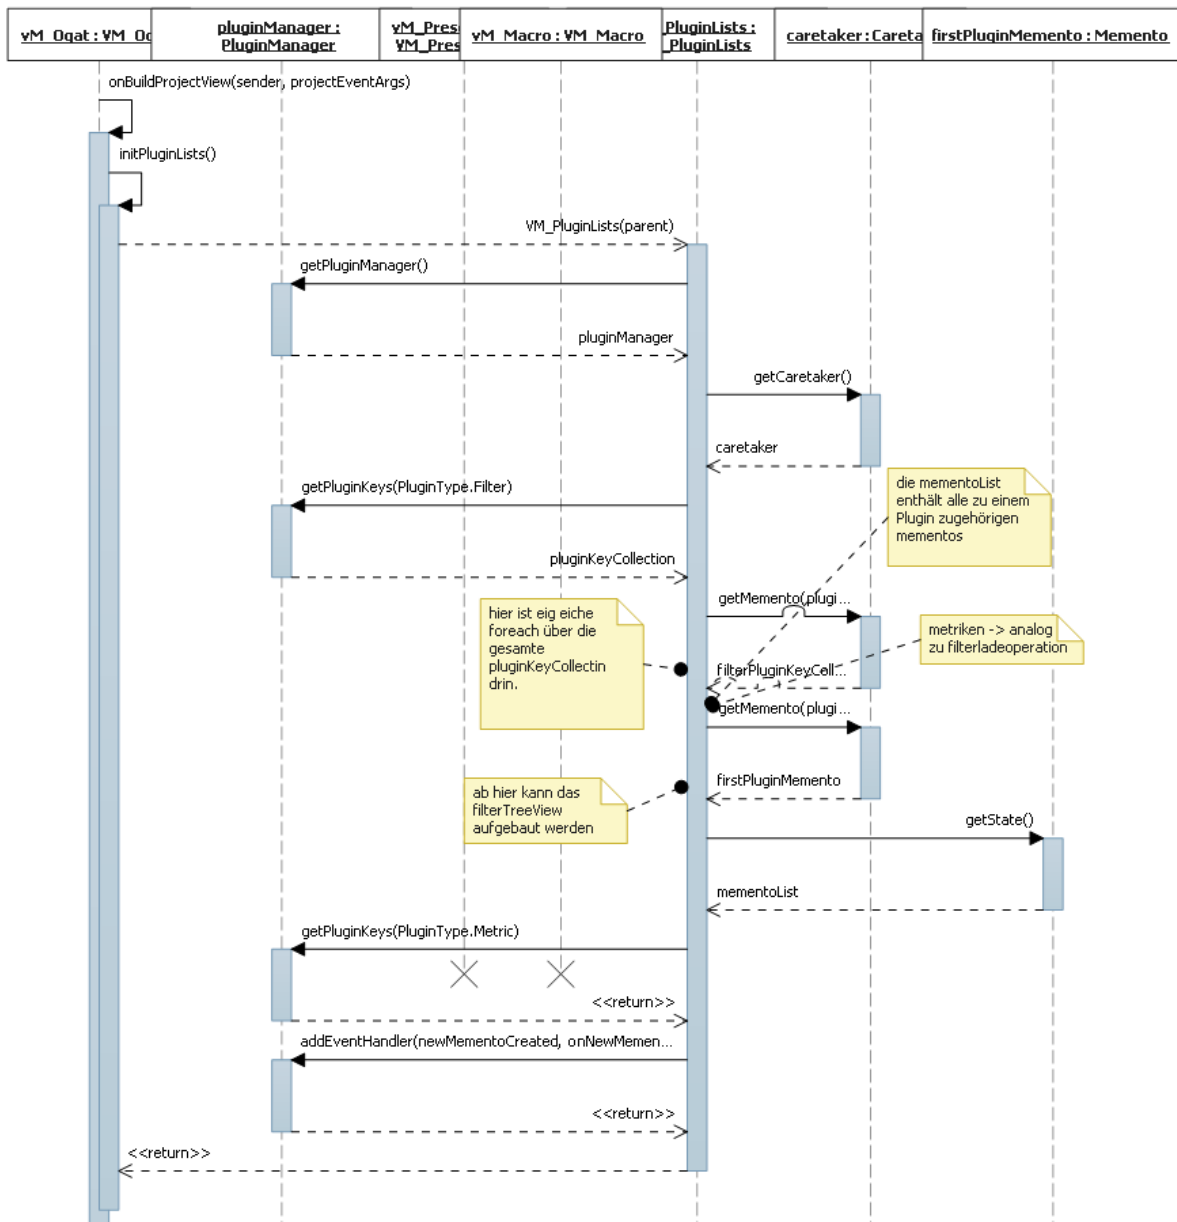 vM_Oqat : VM_Oq
pluginManager :
PluginManager
vM_Pres
VM_Pres
vM_Macro : VM_Macro
_PluginLists :
_PluginLists
caretaker : Careta
firstPluginMemento : Memento
onBuildProjectView(sender, projectEventArgs)
initPluginLists()
VM_PluginLists(parent)
getPluginManager()
pluginManager
getCaretaker()
caretaker
die mementoList
enthält alle zu einem
Plugin zugehörigen
mementos
getPluginKeys(PluginType.Filter)
pluginKeyCollection
hier ist eig eiche
foreach über die
gesamte
pluginKeyCollectin
drin.
getMemento(plugi...
metriken -> analog
zu filterladeoperation
filterPluginKeyColl...
getMemento(plugi...
ab hier kann das
filterTreeView
aufgebaut werden
firstPluginMemento
getState()
mementoList
getPluginKeys(PluginType.Metric)
<<return>>
addEventHandler(newMementoCreated, onNewMemen...
<<return>>
<<return>>